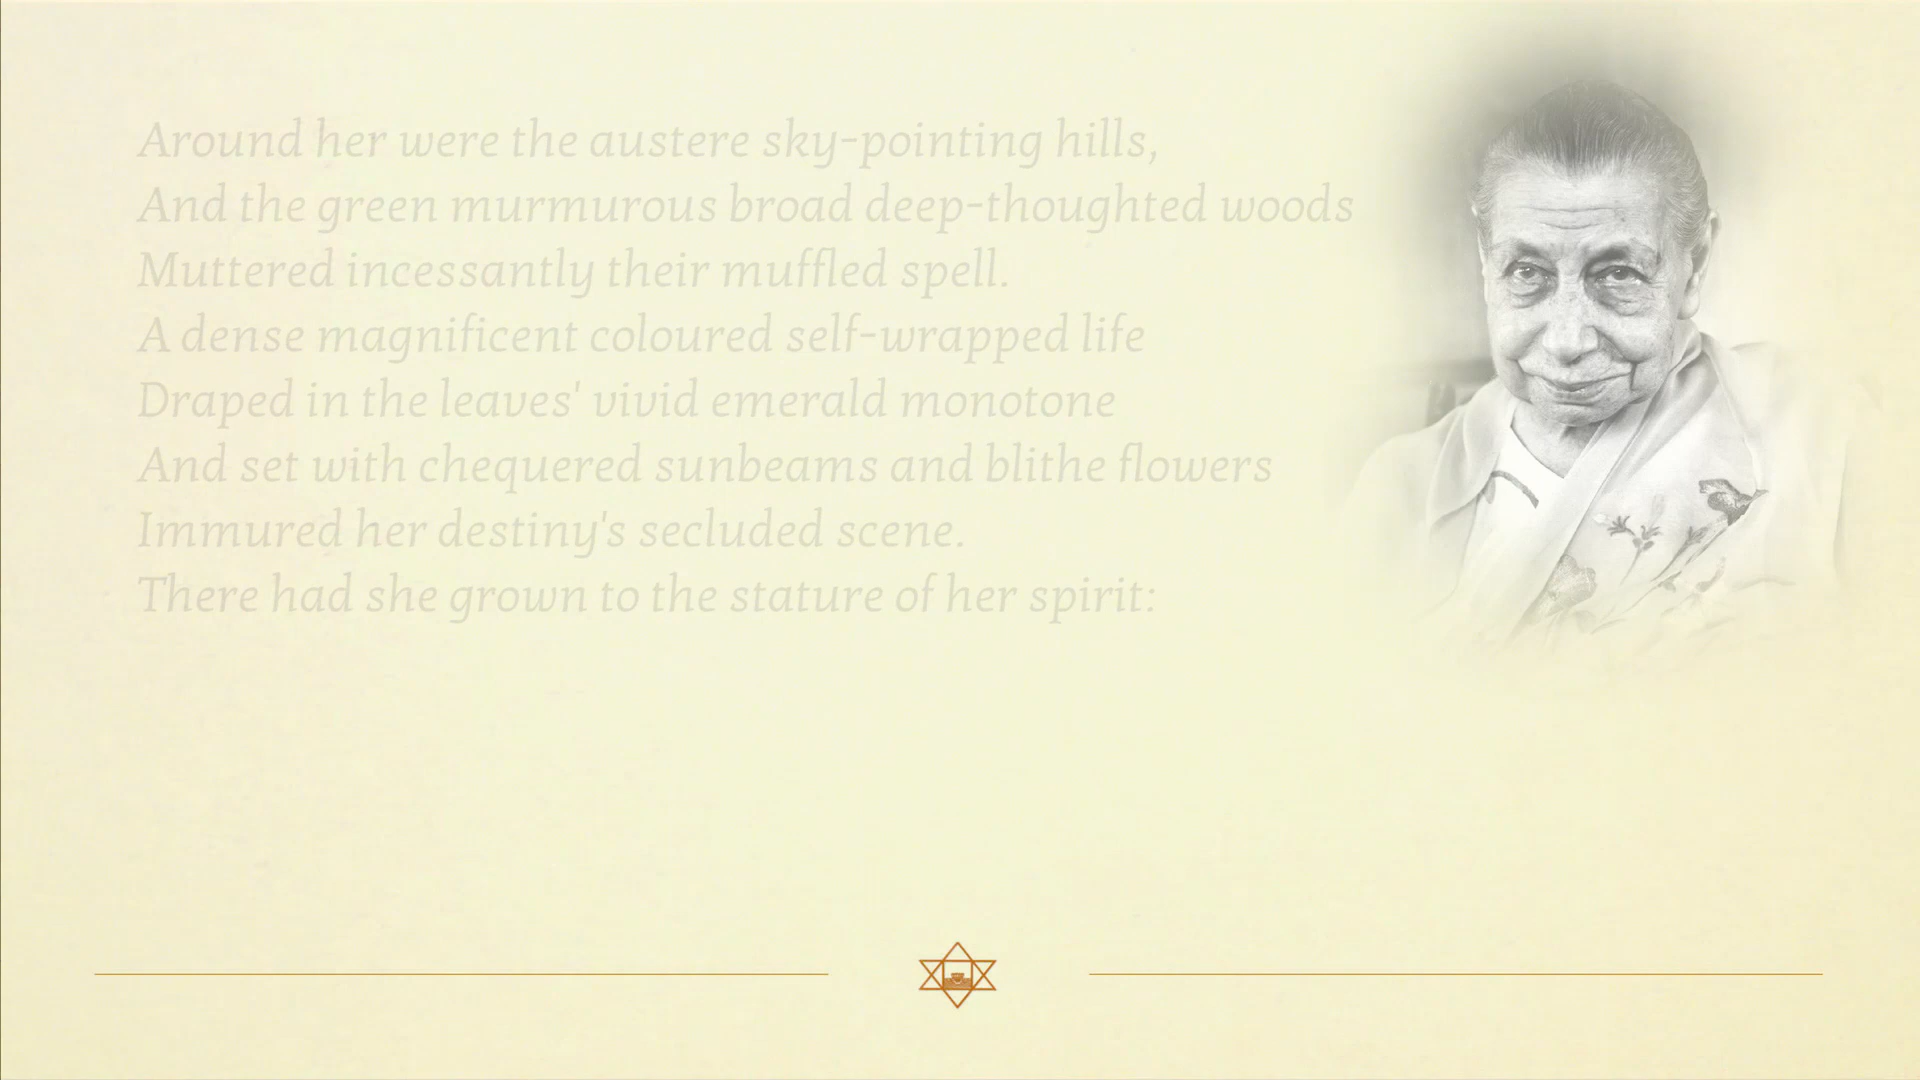 Around her were the austere sky-pointing hills,
And the green murmurous broad deep-thoughted woods
Muttered incessantly their muffled spell.
A dense magnificent coloured self-wrapped life
Draped in the leaves' vivid emerald monotone
And set with chequered sunbeams and blithe flowers
Immured her destiny's secluded scene.
There had she grown to the stature of her spirit: